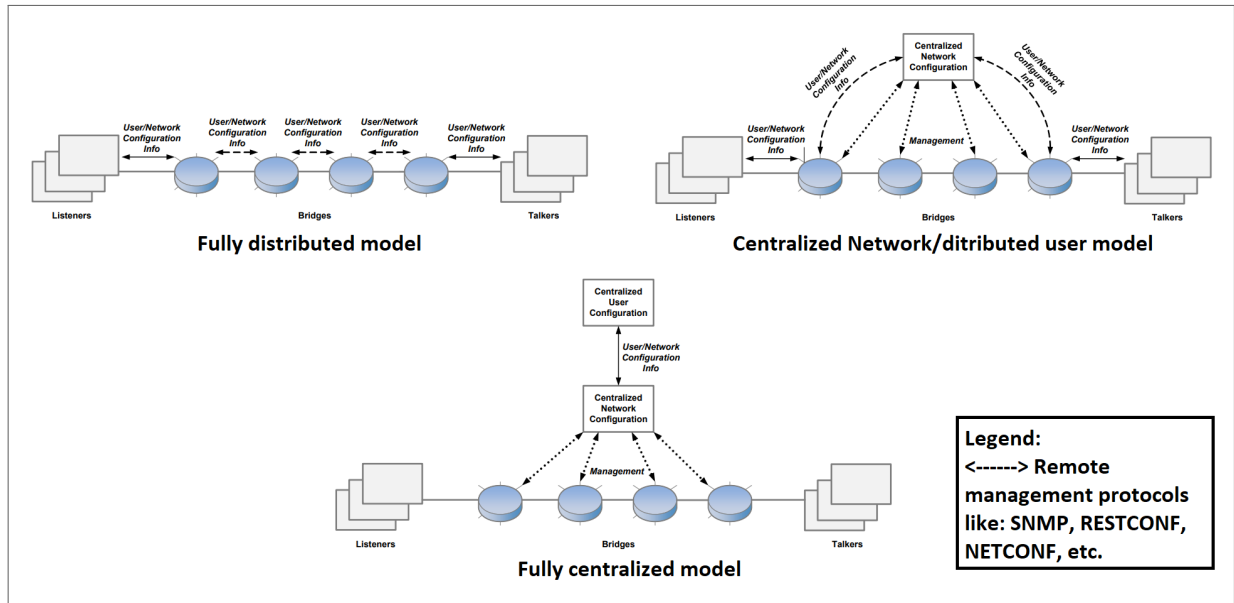 User/Network
Configuration
Info
User/Network
Configuration
Info
User/Network
Configuration
Info
User/Network
Configuration
Info
User/Network
Configuration
Info
Listeners
Bridges
Talkers
Fully distributed model
Centralized
Network
Configuration
User/Network
Configuration
Info
User/Network
Configuration
Info
User/Network
Configuration
Info
Management
User/Network
Configuration
Info
Listeners
Bridges
Talkers
Centralized Network/ditributed user model
Centralized
User
Configuration
User/Network
Configuration
Info
Centralized
Network
Configuration
Management
Listeners
Bridges
Talkers
Fully centralized model
Legend:
<------> Remote
management protocols
like: SNMP, RESTCONF,
NETCONF, etc.